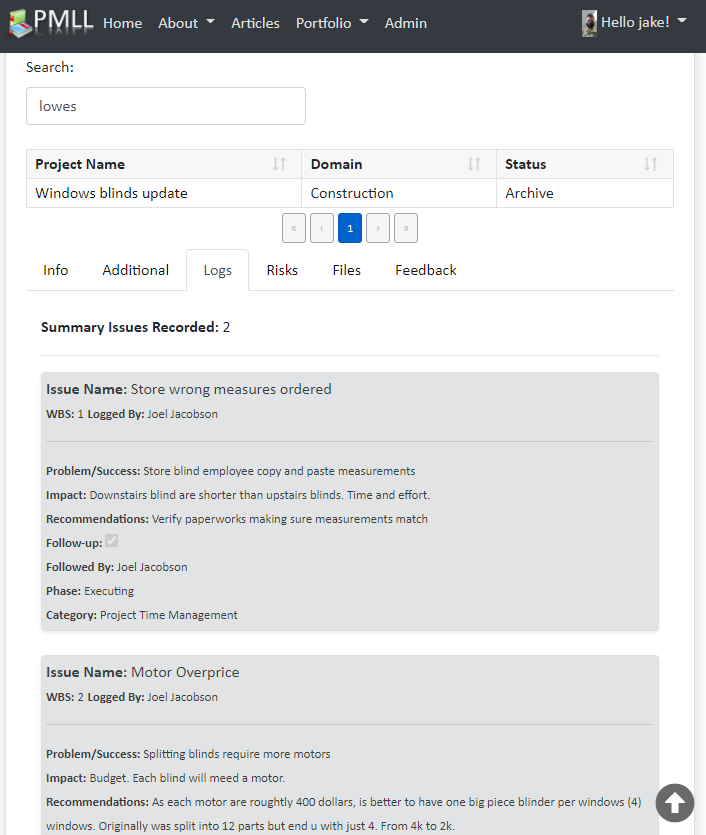 PMLL Home About Articles Portfolio Admin Hello jake!
Search:
lowes
Project Name Domain Status
Windows blinds update Construction Archive
« ‹ 1 › »
Info Additional Logs Risks Files Feedback
Summary Issues Recorded: 2
Issue Name: Store wrong measures ordered
WBS: 1 Logged By: Joel Jacobson
Problem/Success: Store blind employee copy and paste measurements
Impact: Downstairs blind are shorter than upstairs blinds. Time and effort.
Recommendations: Verify paperworks making sure measurements match
Follow-up:
Followed By: Joel Jacobson
Phase: Executing
Category: Project Time Management
Issue Name: Motor Overprice
WBS: 2 Logged By: Joel Jacobson
Problem/Success: Splitting blinds require more motors
Impact: Budget. Each blind will meed a motor.
Recommendations: As each motor are roughtly 400 dollars, is better to have one big piece blinder per windows (4)
windows. Originally was split into 12 parts but end u with just 4. From 4k to 2k.